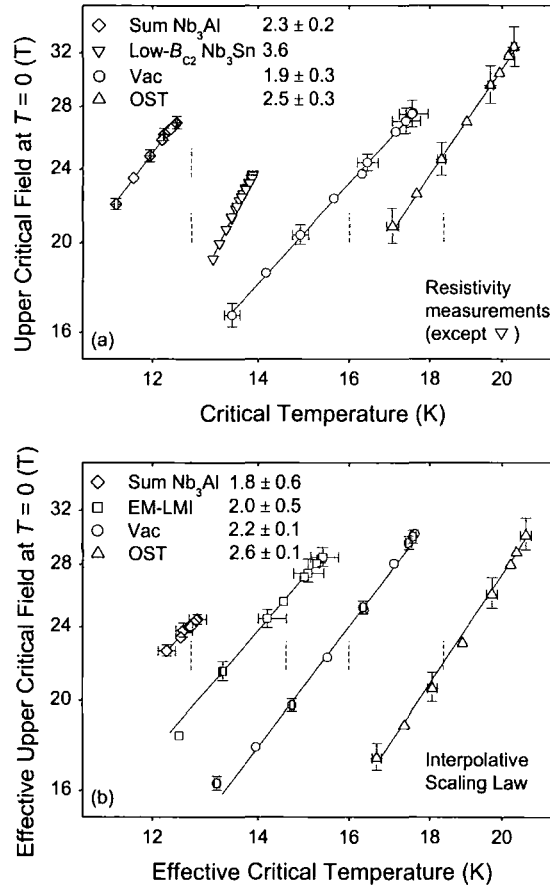 Upper Critical Field at T = 0 (T)
32
28
24
20
16
◇ Sum Nb₃Al 2.3 ± 0.2
▽ Low-B_C2 Nb₃Sn 3.6
○ Vac 1.9 ± 0.3
△ OST 2.5 ± 0.3
Resistivity
measurements
(except ▽)
(a)
12 14 16 18 20
Critical Temperature (K)
Effective Upper Critical Field at T = 0 (T)
32
28
24
20
16
◇ Sum Nb₃Al 1.8 ± 0.6
□ EM-LMI 2.0 ± 0.5
○ Vac 2.2 ± 0.1
△ OST 2.6 ± 0.1
Interpolative
Scaling Law
(b)
12 14 16 18 20
Effective Critical Temperature (K)